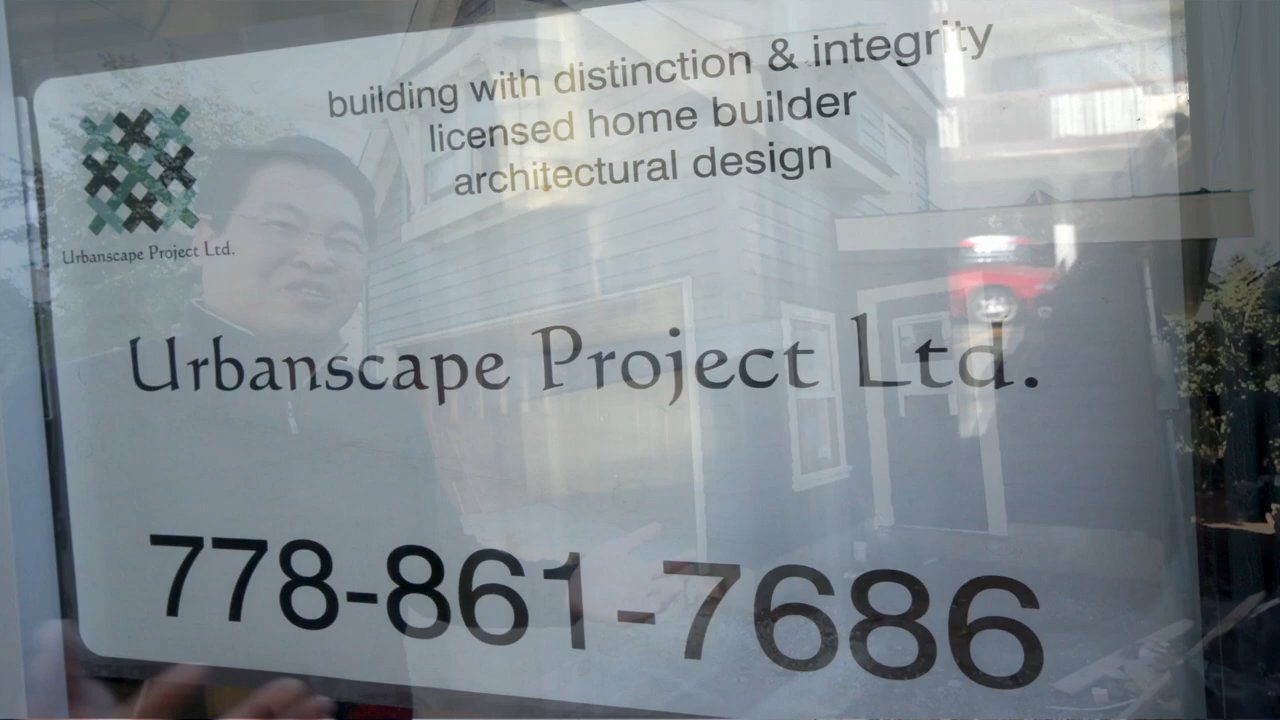 building with distinction & integrity
licensed home builder
architectural design
Urbanscape Project Ltd.
Urbanscape Project Ltd.
778-861-7686